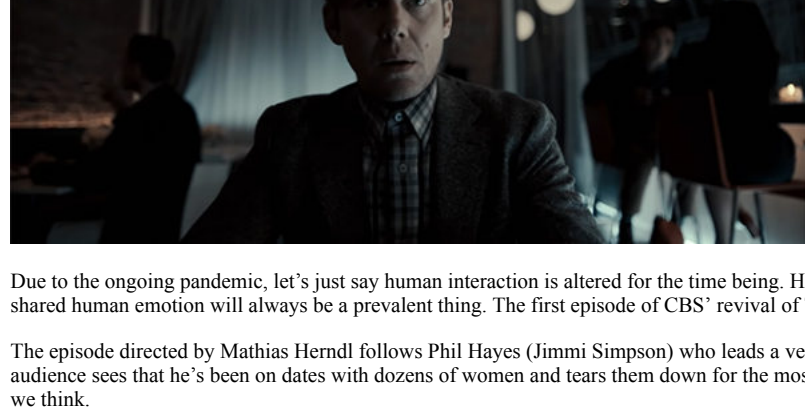 Due to the ongoing pandemic, let’s just say human interaction is altered for the time being. H
shared human emotion will always be a prevalent thing. The first episode of CBS’ revival of
The episode directed by Mathias Herndl follows Phil Hayes (Jimmi Simpson) who leads a ve
audience sees that he’s been on dates with dozens of women and tears them down for the mos
we think.